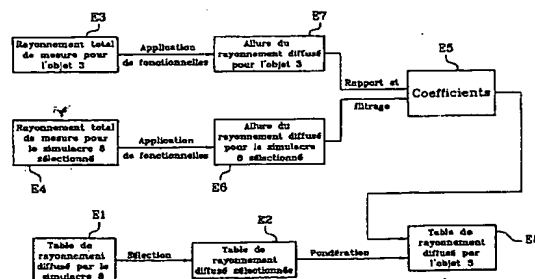 E3
E7
Rayonnement total
de mesure pour
l'objet 3
Application
de fonctionelles
Allure du
rayonnement diffusé
pour l'objet 3
E5
Rapport et
filtrage
Coefficients
Rayonnement total
de mesure pour
le simulacre 8
sélectionné
Application
de fonctionelles
Allure du
rayonnement diffusé
pour le simulacre
8 sélectionné
E4
E6
E1
E2
Table de
rayonnement
diffusé par le
simulacre 8
Sélection
Table de
rayonnement
diffusé sélectionnée
Pondération
Table de
rayonnement
diffusé par
l'objet 3